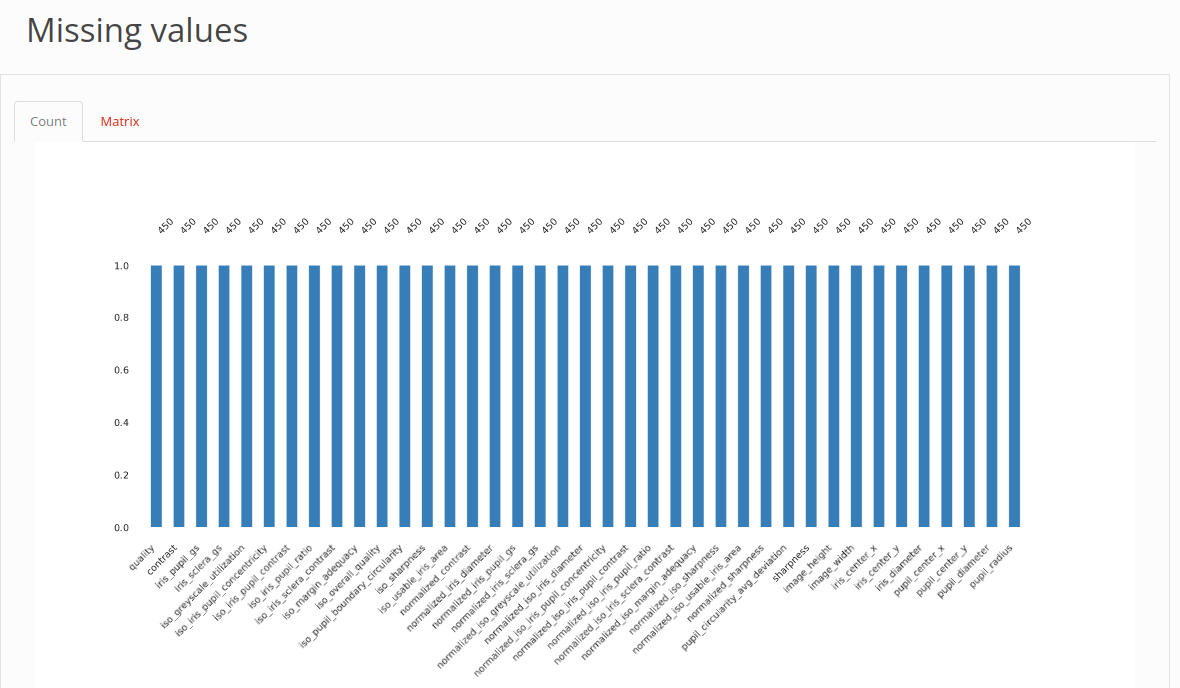 Missing values
Count
Matrix
450 450 450 450 450 450 450 450 450 450 450 450 450 450 450 450 450 450 450 450 450 450 450 450 450 450 450 450 450 450 450 450 450 450 450 450 450 450 450
1.0
0.8
0.6
0.4
0.2
0.0
quality
contrast
iris_pupil_gs
iris_sclera_gs
iso_greyscale_utilization
iso_iris_pupil_concentricity
iso_iris_pupil_contrast
iso_iris_pupil_ratio
iso_iris_sclera_contrast
iso_margin_adequacy
iso_overall_quality
iso_pupil_boundary_circularity
iso_sharpness
iso_usable_iris_area
normalized_contrast
normalized_iris_diameter
normalized_iris_pupil_gs
normalized_iris_sclera_gs
normalized_iso_greyscale_utilization
normalized_iso_iris_diameter
normalized_iso_iris_pupil_concentricity
normalized_iso_iris_pupil_contrast
normalized_iso_iris_pupil_ratio
normalized_iso_iris_sclera_contrast
normalized_iso_margin_adequacy
normalized_iso_sharpness
normalized_iso_usable_iris_area
normalized_sharpness
pupil_circularity_avg_deviation
sharpness
image_height
image_width
iris_center_x
iris_center_y
iris_diameter
pupil_center_x
pupil_center_y
pupil_diameter
pupil_radius